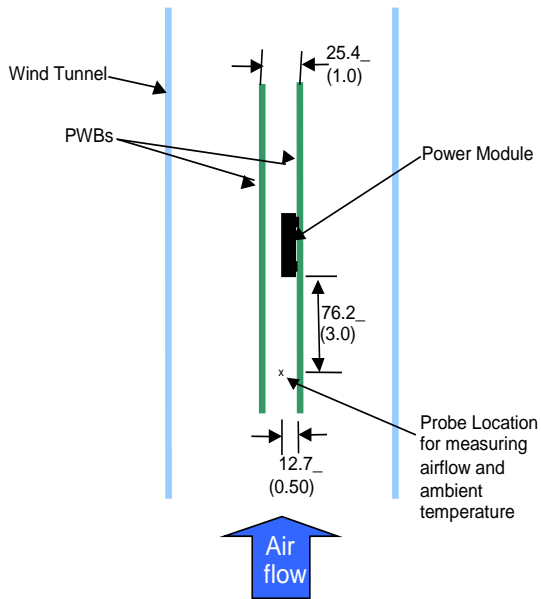 25.4_
(1.0)
Wind Tunnel
PWBs
Power Module
76.2_
(3.0)
x
Probe Location
for measuring
airflow and
ambient
temperature
12.7_
(0.50)
Air
flow